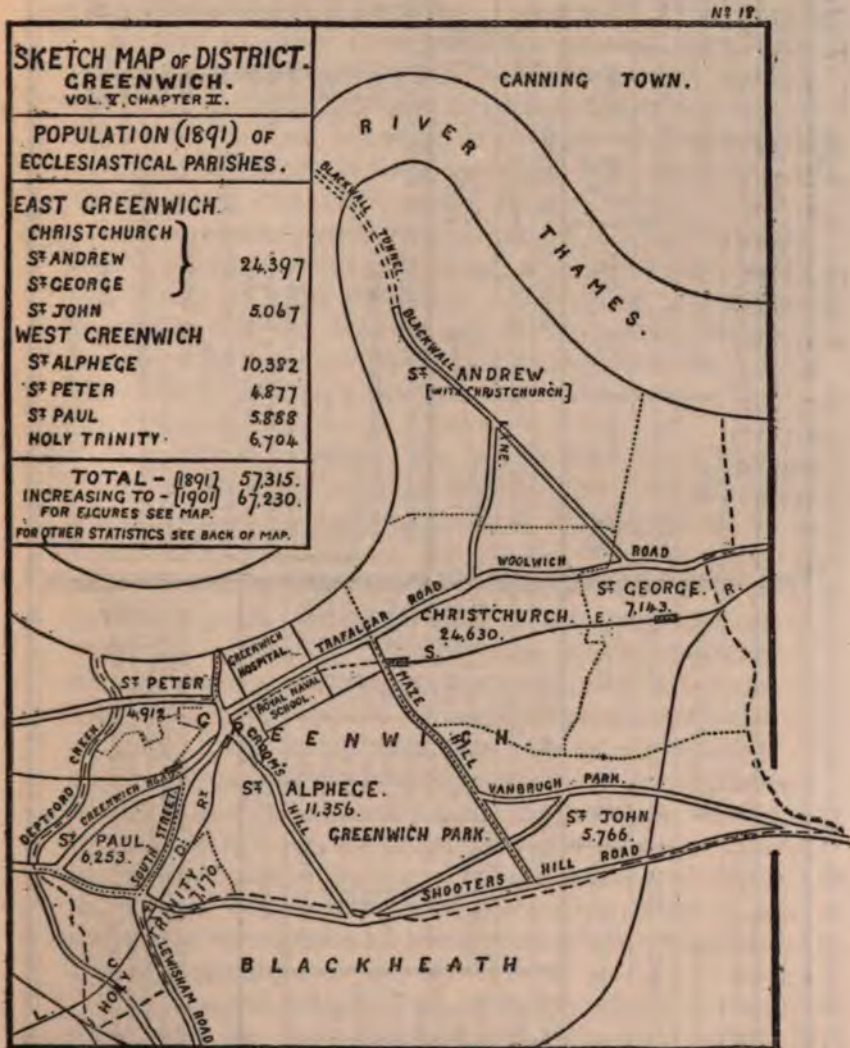 Nº 18.
SKETCH MAP OF DISTRICT.
GREENWICH.
VOL. V, CHAPTER II.
POPULATION (1891) OF
ECCLESIASTICAL PARISHES.
EAST GREENWICH
CHRISTCHURCH
ST ANDREW
ST GEORGE
24,397
ST JOHN 5.067
WEST GREENWICH
ST ALPHEGE 10,382
ST PETER 4.877
ST PAUL 5.888
HOLY TRINITY. 6,704
TOTAL - [1891] 57,315.
INCREASING TO - [1901] 67,230.
FOR FIGURES SEE MAP.
FOR OTHER STATISTICS SEE BACK OF MAP.
CANNING TOWN.
RIVER
THAMES.
BLACKWALL
TUNNEL
BLACKWALL
LANE.
ST ANDREW
[WITH CHRISTCHURCH]
WOOLWICH ROAD
ST GEORGE.
7,143.
TRAFALGAR ROAD
CHRISTCHURCH.
24,630.
S. E. R.
GREENWICH
HOSPITAL.
ROYAL NAVAL
SCHOOL.
ST PETER
4,912
DEPTFORD CREEK
GREENWICH
MAZE HILL
CROOM'S
HILL
GREENWICH ROAD
ST ALPHEGE.
11,356.
GREENWICH PARK.
VANBRUGH PARK.
ST JOHN
5.766.
ST PAUL
6,253.
SOUTH STREET
SHOOTERS HILL ROAD
HOLY TRINITY
7,170.
L. C. D. RY
LEWISHAM ROAD
BLACKHEATH